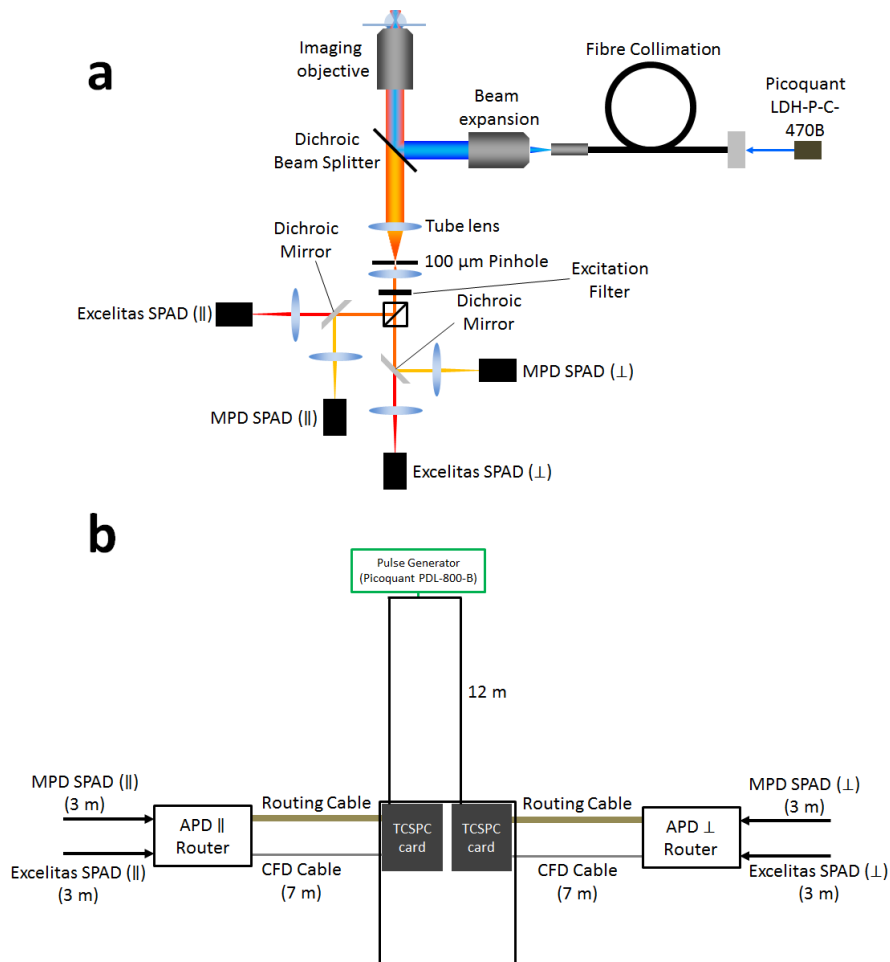 a
Imaging
objective
Fibre Collimation
Picoquant
LDH-P-C-
470B
Beam
expansion
Dichroic
Beam Splitter
Tube lens
Dichroic
Mirror
100 µm Pinhole
Excitation
Filter
Dichroic
Mirror
Excelitas SPAD (∥)
MPD SPAD (⊥)
MPD SPAD (∥)
Excelitas SPAD (⊥)
b
Pulse Generator
(Picoquant PDL-800-B)
12 m
MPD SPAD (∥)
(3 m)
Excelitas SPAD (∥)
(3 m)
APD ∥
Router
Routing Cable
CFD Cable
(7 m)
TCSPC
card
TCSPC
card
Routing Cable
CFD Cable
(7 m)
APD ⊥
Router
MPD SPAD (⊥)
(3 m)
Excelitas SPAD (⊥)
(3 m)